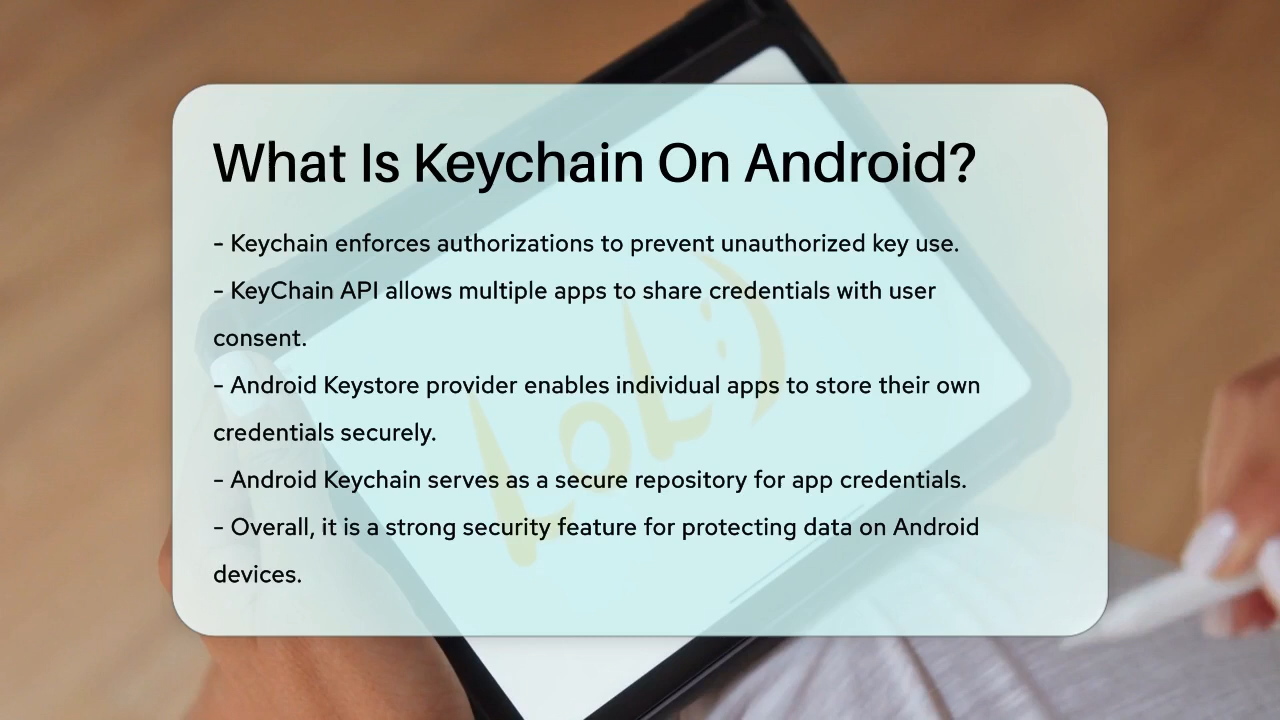 What Is Keychain On Android?
- Keychain enforces authorizations to prevent unauthorized key use.
- KeyChain API allows multiple apps to share credentials with user
consent.
- Android Keystore provider enables individual apps to store their own
credentials securely.
- Android Keychain serves as a secure repository for app credentials.
- Overall, it is a strong security feature for protecting data on Android
devices.
LOL:)